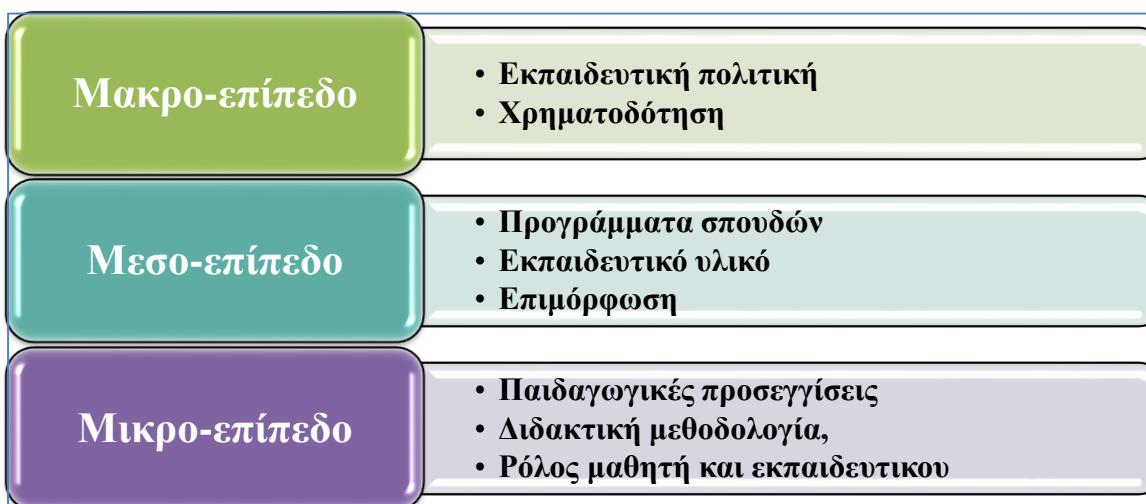 Μακρο-επίπεδο
• Εκπαιδευτική πολιτική
• Χρηματοδότηση
Μεσο-επίπεδο
• Προγράμματα σπουδών
• Εκπαιδευτικό υλικό
• Επιμόρφωση
Μικρο-επίπεδο
• Παιδαγωγικές προσεγγίσεις
• Διδακτική μεθοδολογία,
• Ρόλος μαθητή και εκπαιδευτικου